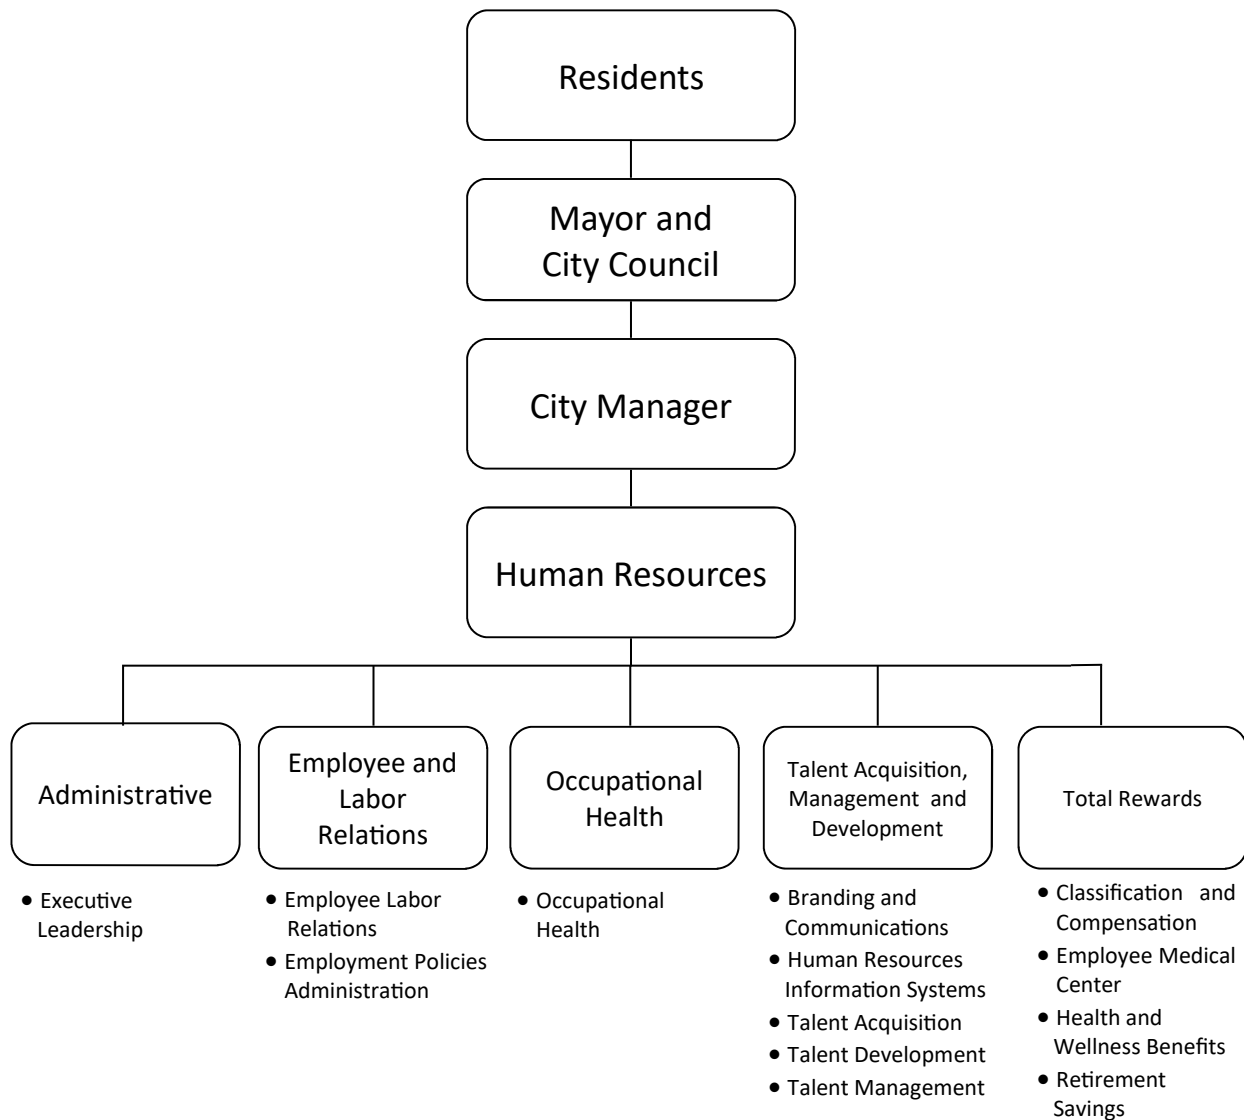 Residents
Mayor and
City Council
City Manager
Human Resources
Administrative
• Executive
Leadership
Employee and
Labor
Relations
• Employee Labor
Relations
• Employment Policies
Administration
Occupational
Health
• Occupational
Health
Talent Acquisition,
Management and
Development
• Branding and
Communications
• Human Resources
Information Systems
• Talent Acquisition
• Talent Development
• Talent Management
Total Rewards
• Classification and
Compensation
• Employee Medical
Center
• Health and
Wellness Benefits
• Retirement
Savings